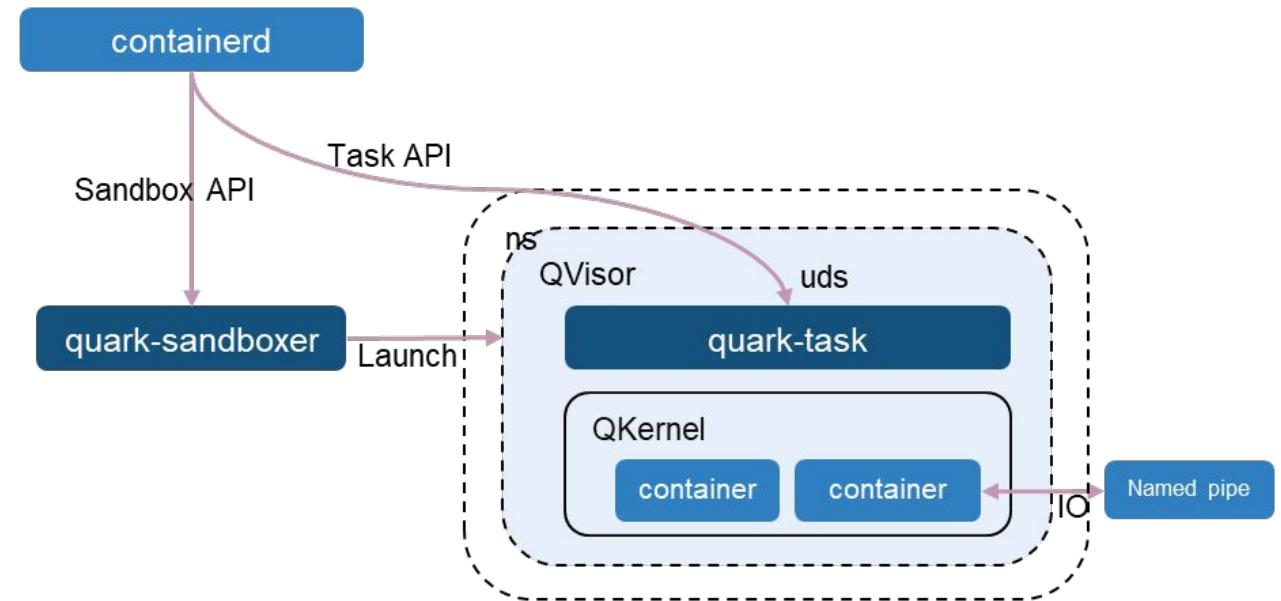 containerd
Task API
Sandbox API
ns
QVisor
uds
quark-sandboxer
Launch
quark-task
QKernel
container
container
IO
Named pipe